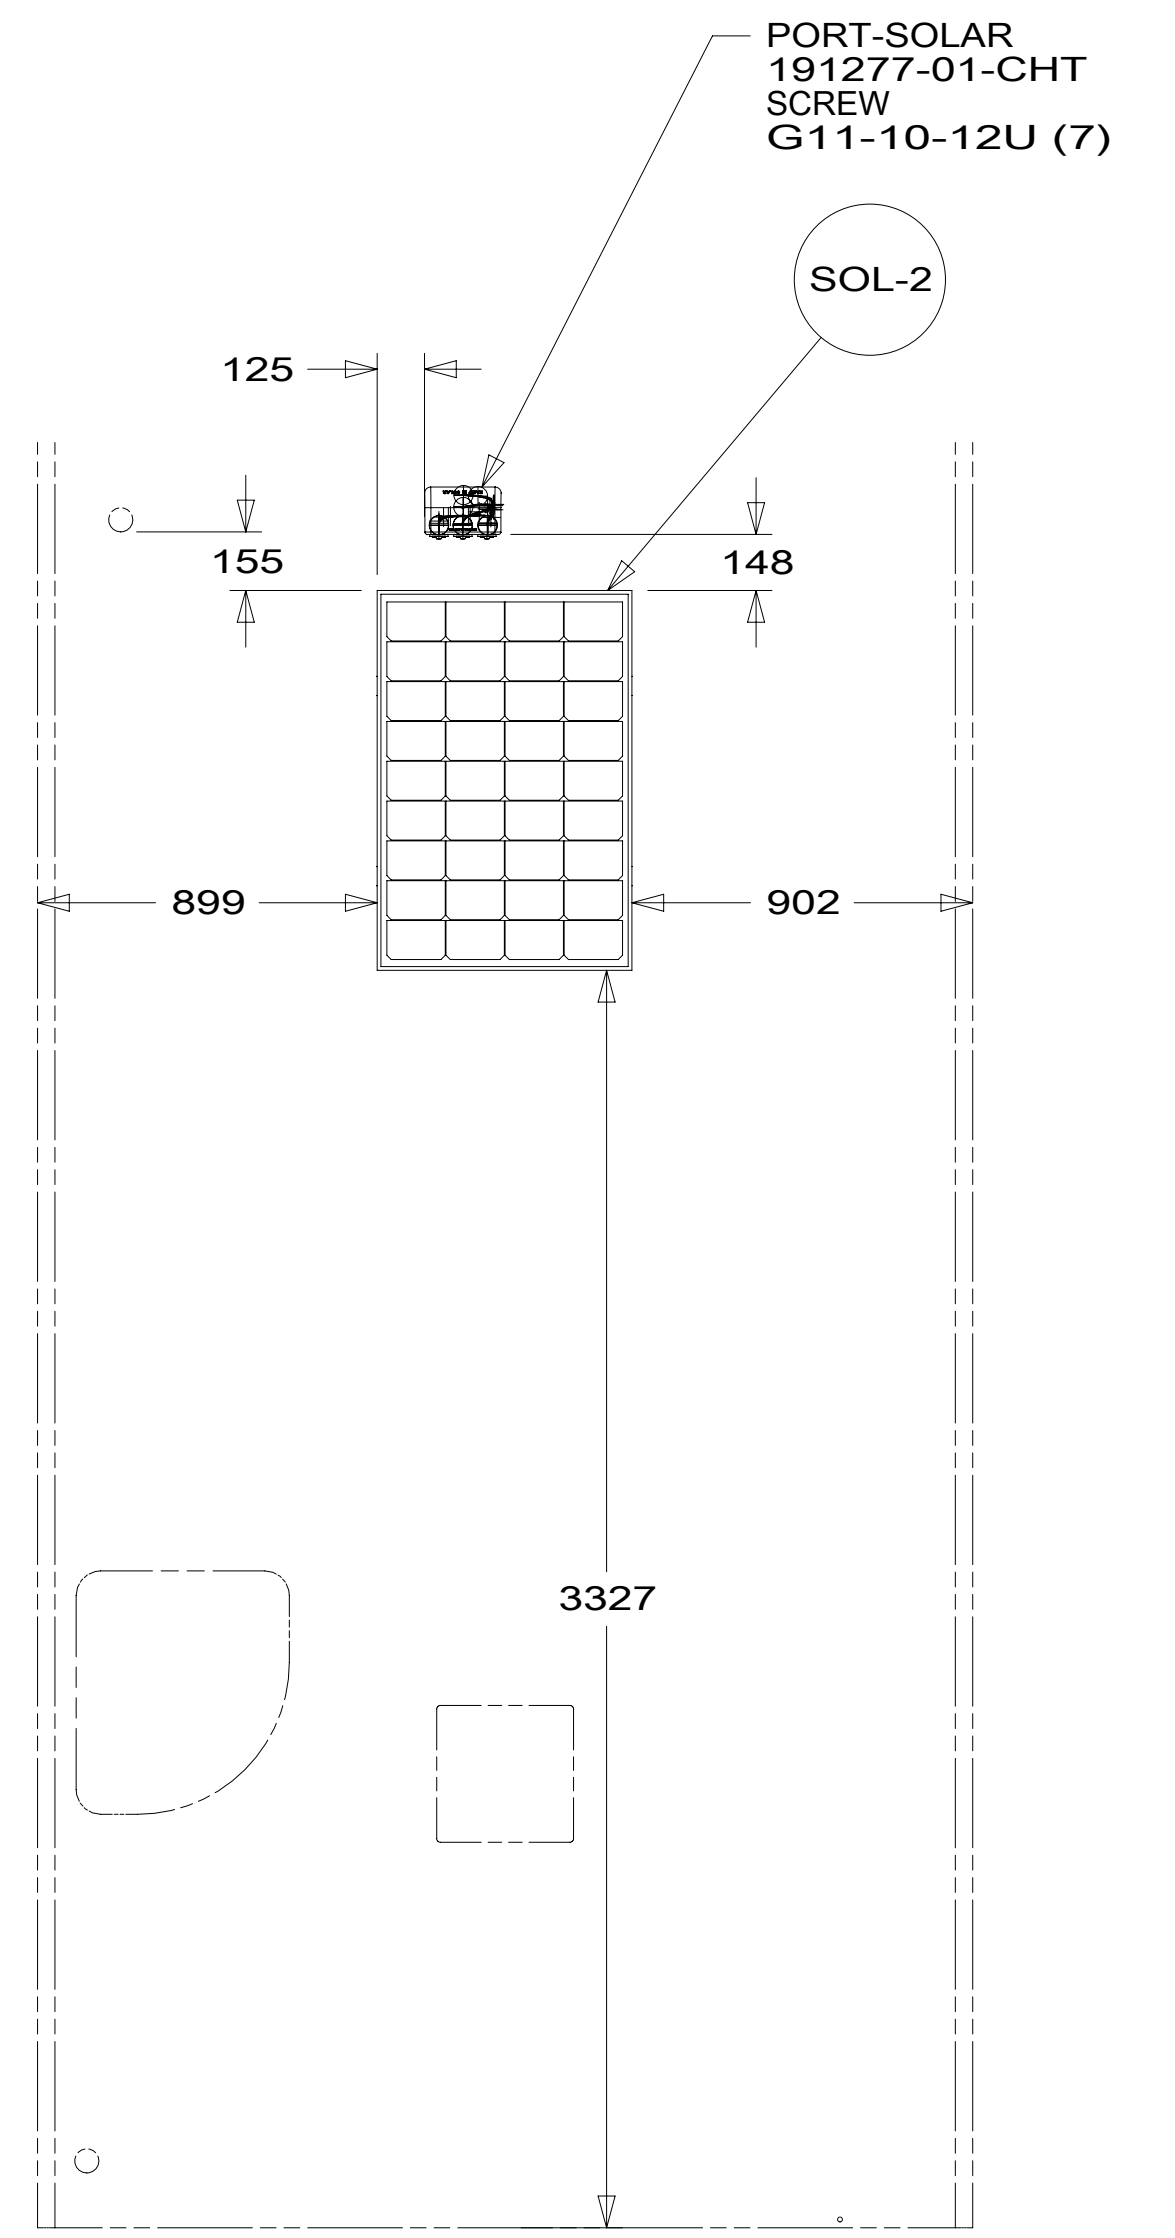 PORT-SOLAR
191277-01-CHT
SCREW
G11-10-12U (7)
SOL-2
125
155
148
899
902
3327